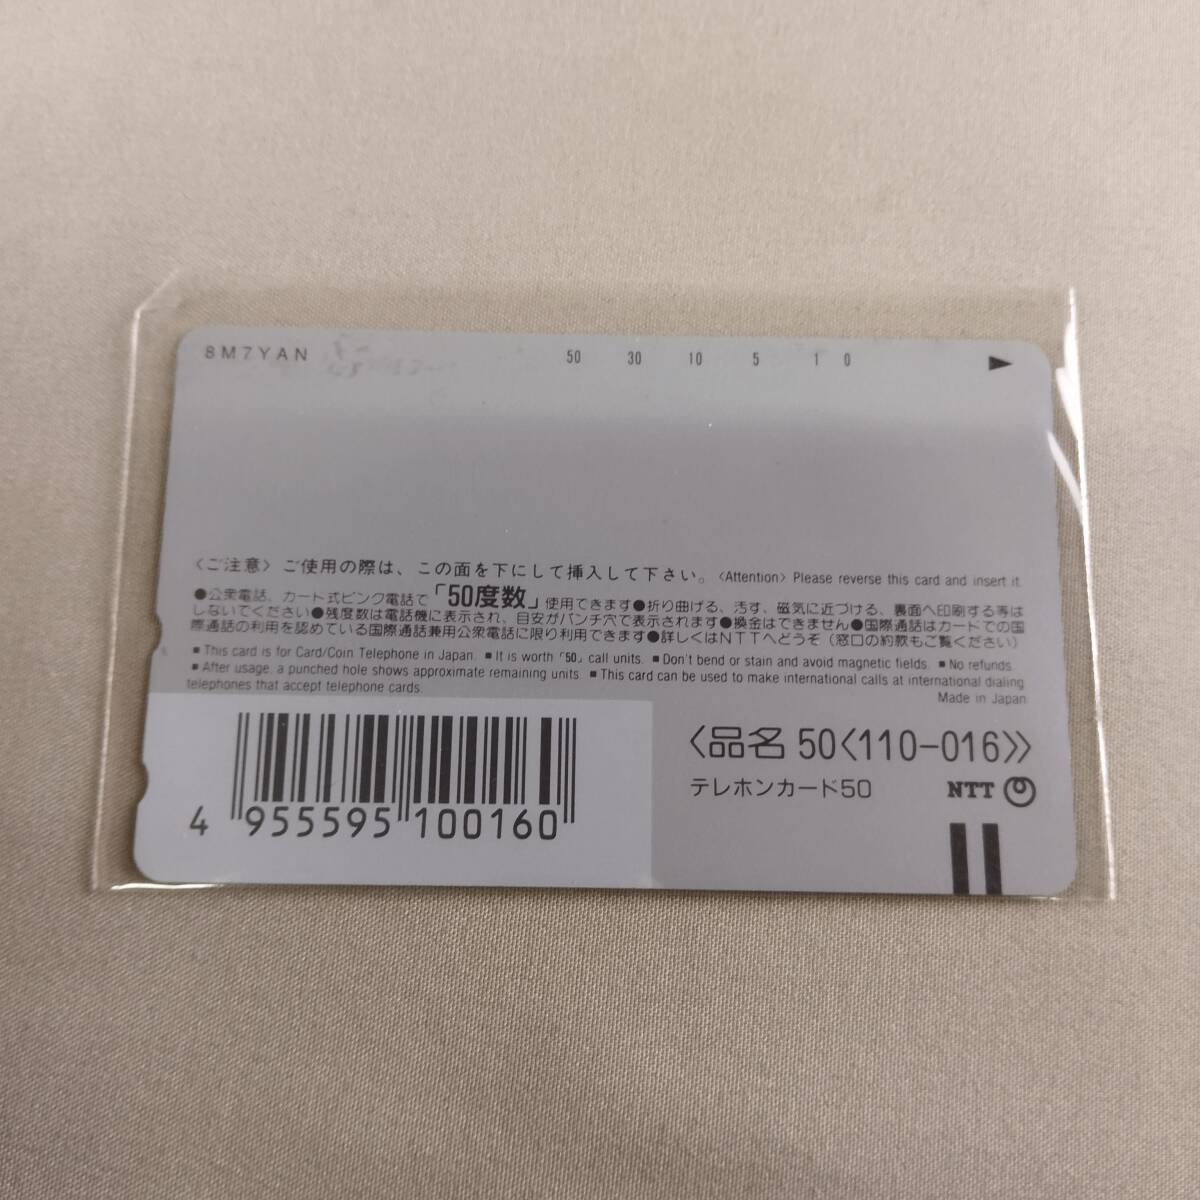 8M7YAN 50 30 10 5 1 0
〈ご注意〉ご使用の際は、この面を下にして挿入して下さい。〈Attention〉 Please reverse this card and insert it.
●公衆電話、カード式ピンク電話で「50度数」使用できます●折り曲げる、汚す、磁気に近づける、裏面へ印刷する等は
しないでください●残度数は電話機に表示され、目安がパンチ穴で表示されます●換金はできません●国際通話はカードでの国
際通話の利用を認めている国際通話兼用公衆電話に限り利用できます●詳しくはNTTへどうぞ（窓口の約款もご覧ください）
■This card is for Card/Coin Telephone in Japan. ■It is worth「50」call units. ■Don't bend or stain and avoid magnetic fields. ■No refunds.
■After usage, a punched hole shows approximate remaining units. ■This card can be used to make international calls at international dialing
telephones that accept telephone cards.
Made in Japan
〈品名 50〈110-016〉〉
テレホンカード50 NTT
4 955595 100160